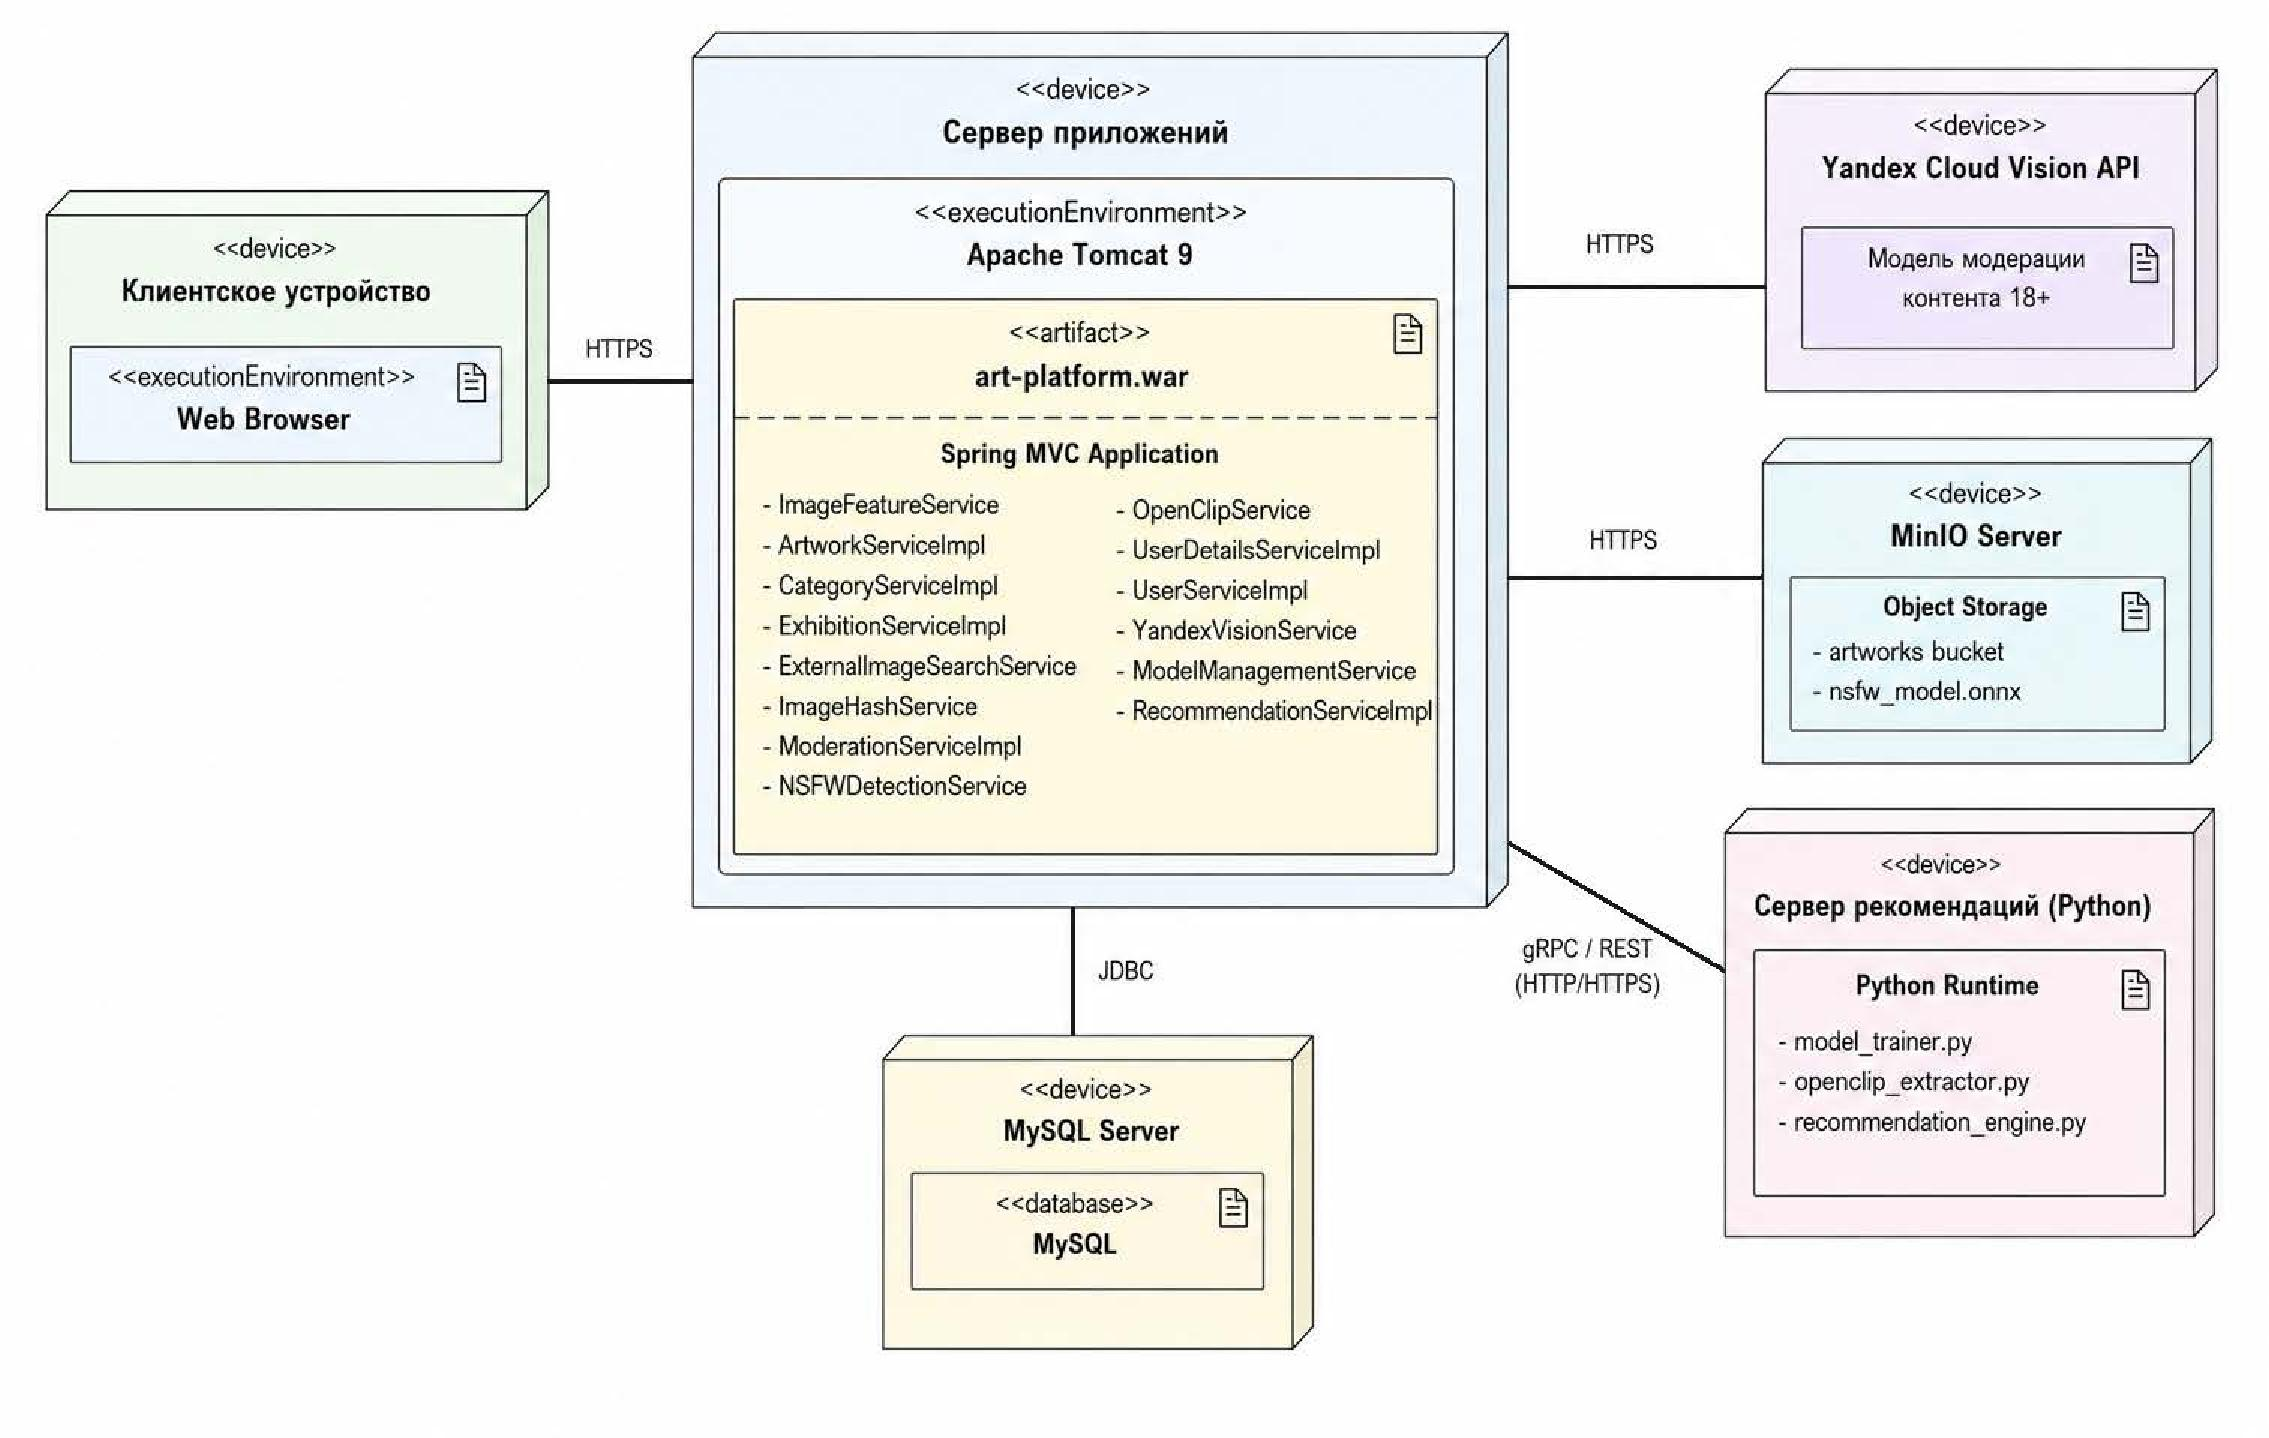 <<device>>
Клиентское устройство
<<executionEnvironment>>
Web Browser
HTTPS
<<device>>
Сервер приложений
<<executionEnvironment>>
Apache Tomcat 9
<<artifact>>
art-platform.war
Spring MVC Application
- ImageFeatureService
- ArtworkServiceImpl
- CategoryServiceImpl
- ExhibitionServiceImpl
- ExternalImageSearchService
- ImageHashService
- ModerationServiceImpl
- NSFWDetectionService
- OpenClipService
- UserDetailsServiceImpl
- UserServiceImpl
- YandexVisionService
- ModelManagementService
- RecommendationServiceImpl
HTTPS
<<device>>
Yandex Cloud Vision API
Модель модерации
контента 18+
HTTPS
<<device>>
MinIO Server
Object Storage
- artworks bucket
- nsfw_model.onnx
gRPC / REST
(HTTP/HTTPS)
<<device>>
Сервер рекомендаций (Python)
Python Runtime
- model_trainer.py
- openclip_extractor.py
- recommendation_engine.py
JDBC
<<device>>
MySQL Server
<<database>>
MySQL